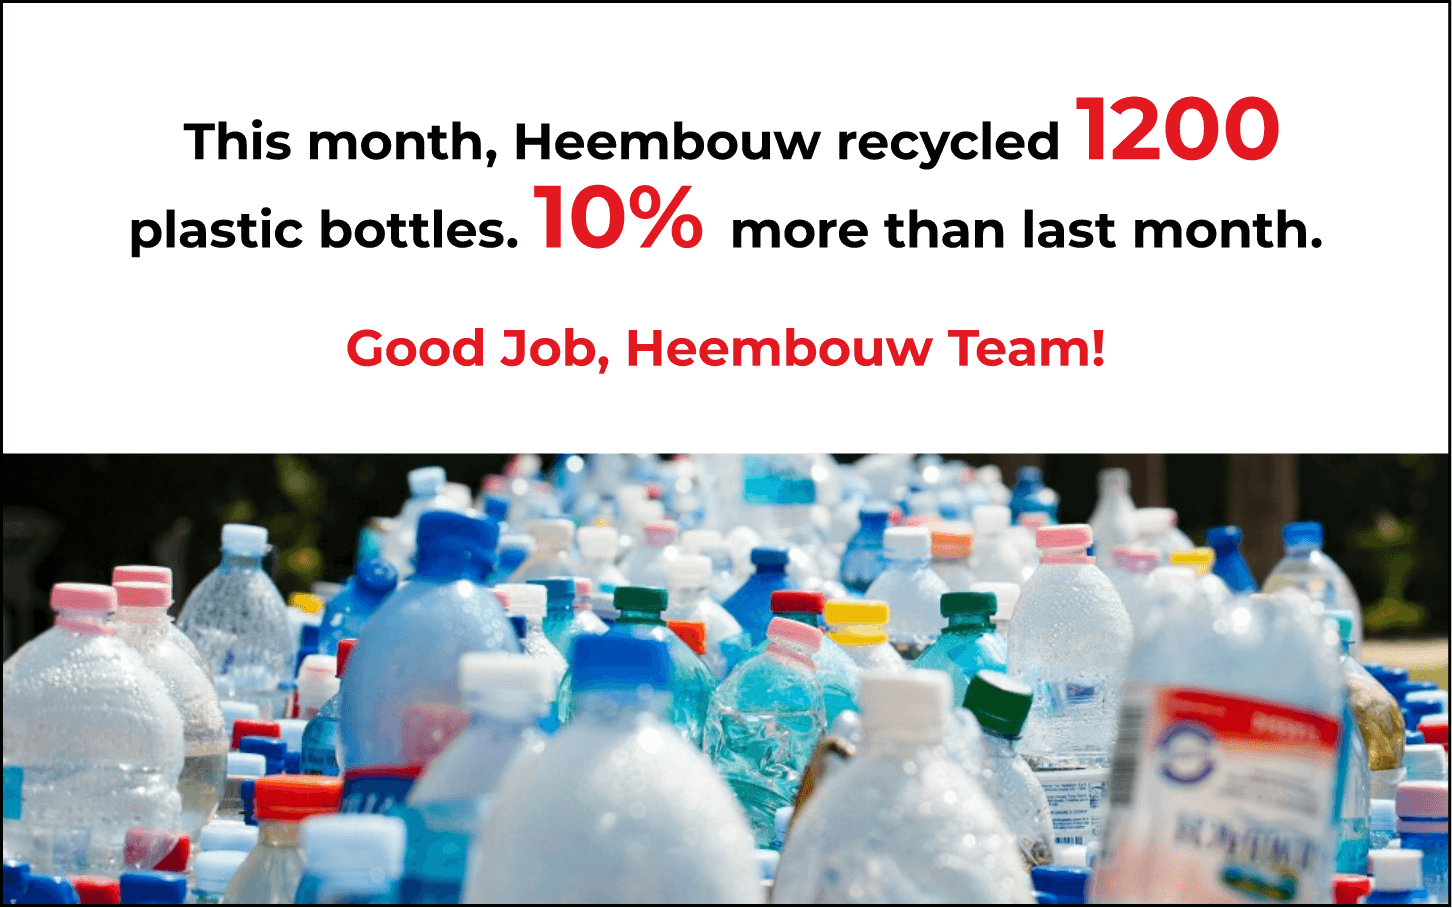 This month, Heembouw recycled 1200
plastic bottles. 10% more than last month.
Good Job, Heembouw Team!